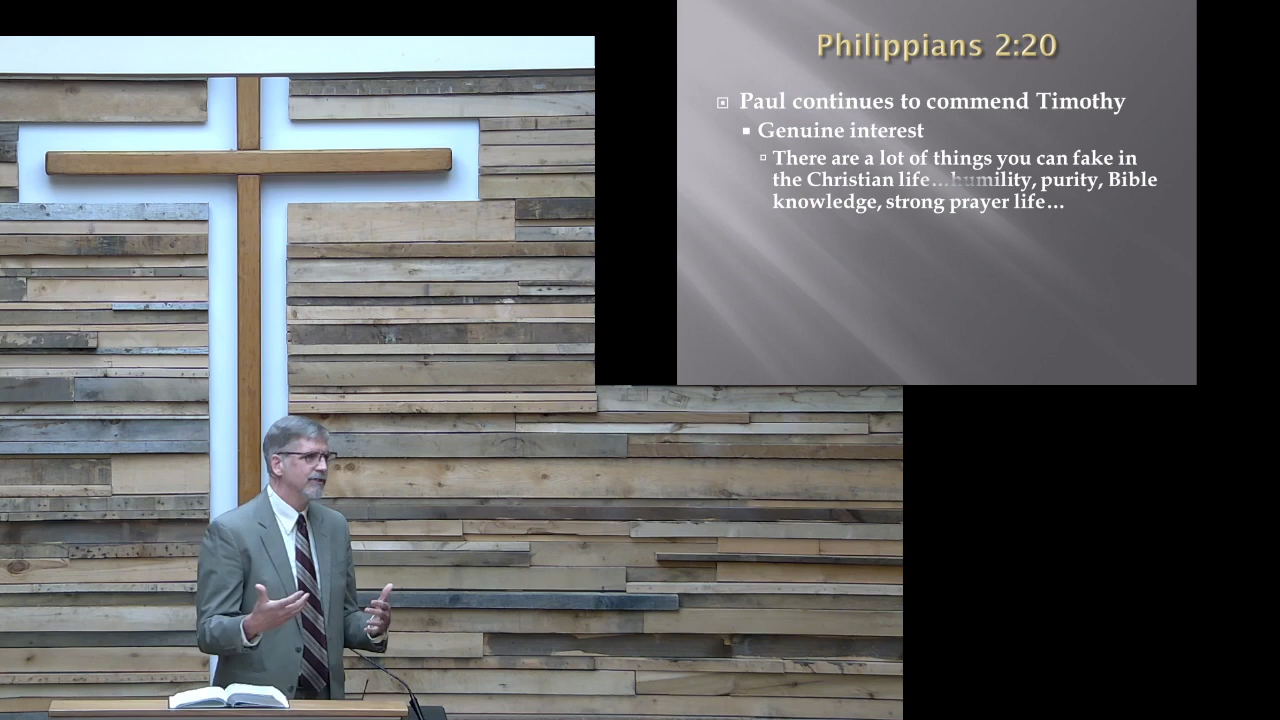 Philippians 2:20
Paul continues to commend Timothy
Genuine interest
There are a lot of things you can fake in
the Christian life…humility, purity, Bible
knowledge, strong prayer life…